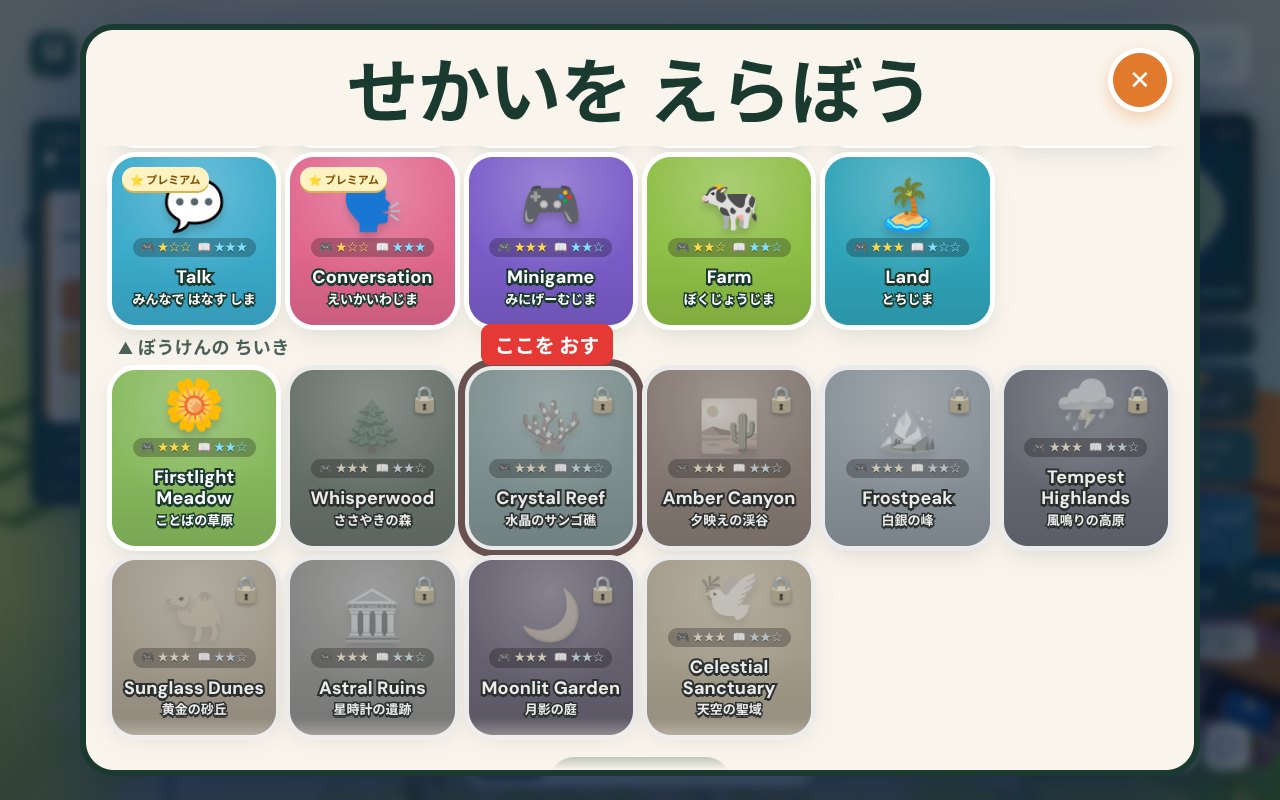 せかいを えらぼう
プレミアム
Talk
みんなで はなす しま
プレミアム
Conversation
えいかいわじま
Minigame
みにげーむじま
Farm
ぼくじょうじま
Land
とちじま
▲ ぼうけんの ちいき
ここを おす
Firstlight
Meadow
ことばの草原
Whisperwood
ささやきの森
Crystal Reef
水晶のサンゴ礁
Amber Canyon
夕映えの渓谷
Frostpeak
白銀の峰
Tempest
Highlands
風鳴りの高原
Sunglass Dunes
黄金の砂丘
Astral Ruins
星時計の遺跡
Moonlit Garden
月影の庭
Celestial
Sanctuary
天空の聖域